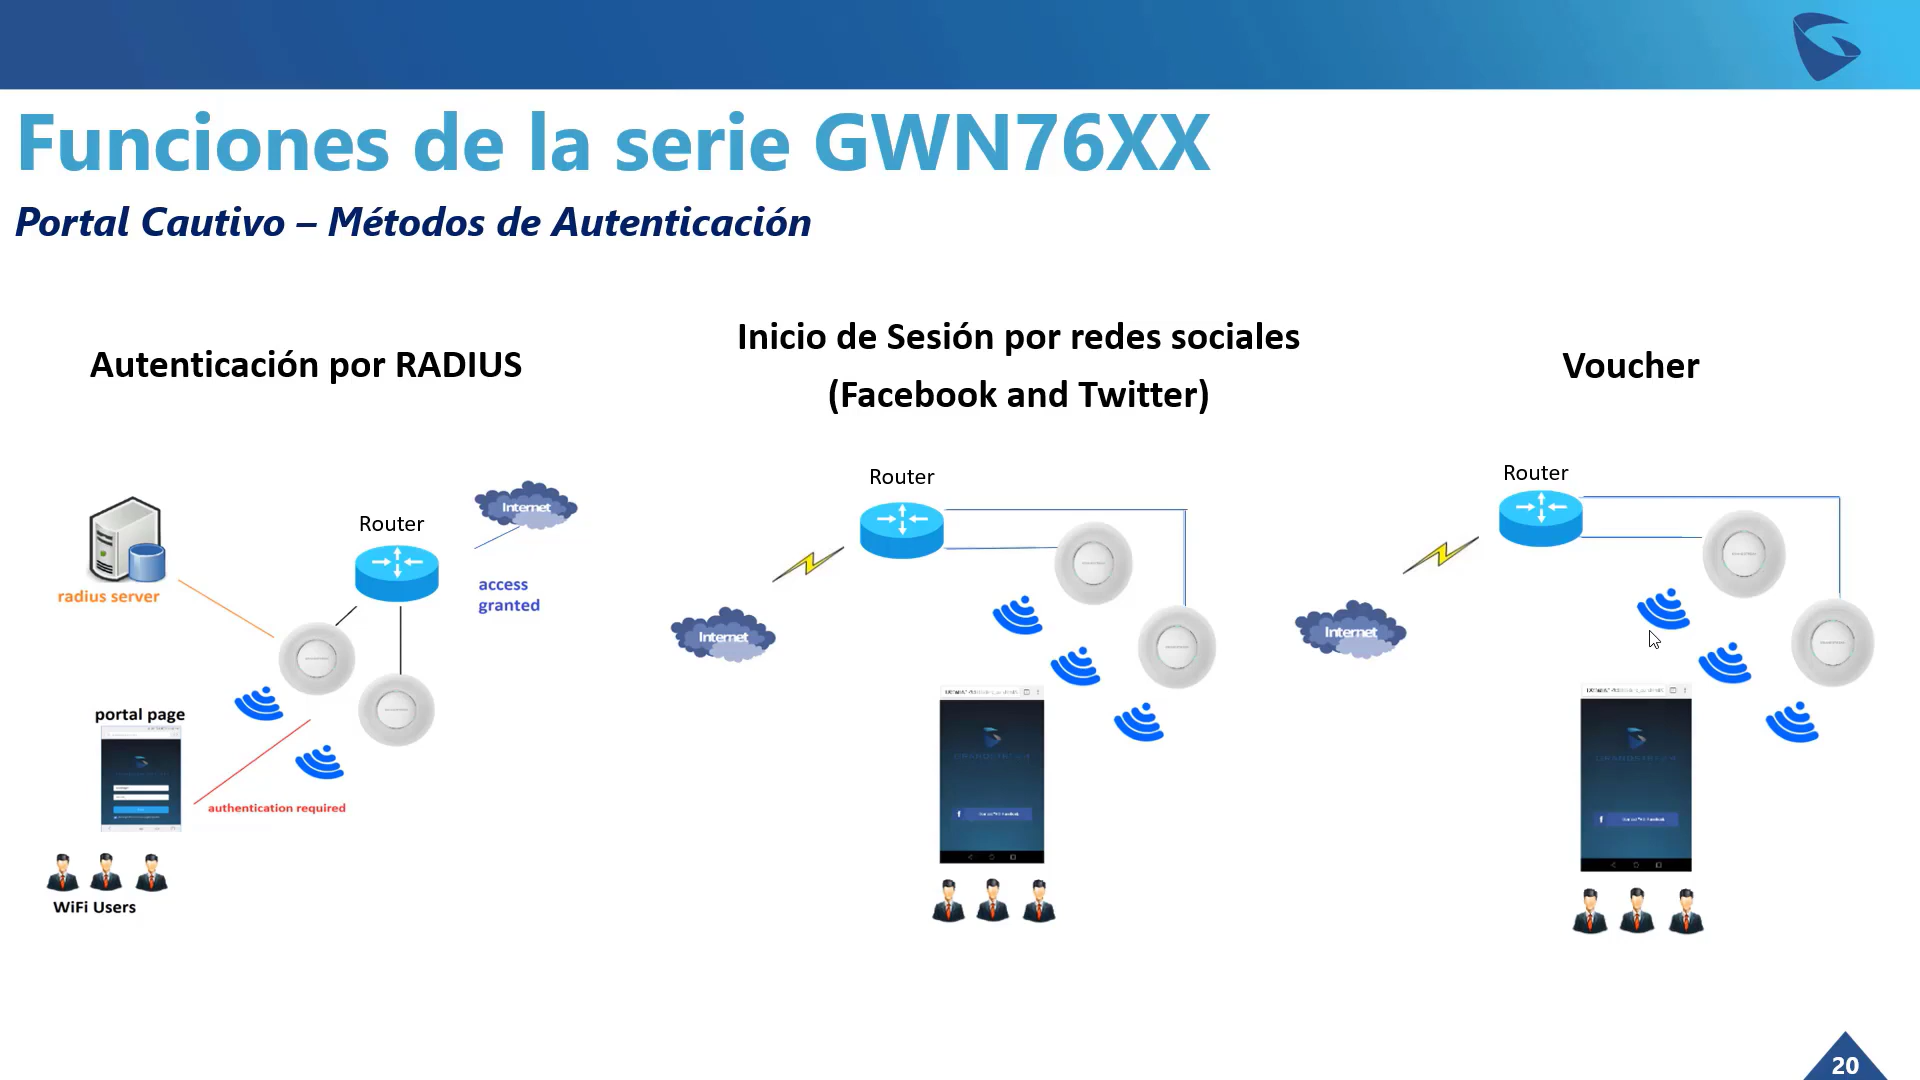 Funciones de la serie GWN76XX
Portal Cautivo – Métodos de Autenticación
Autenticación por RADIUS
Inicio de Sesión por redes sociales
(Facebook and Twitter)
Voucher
radius server
Router
Internet
access
granted
portal page
authentication required
WiFi Users
Router
Internet
Router
Internet
20